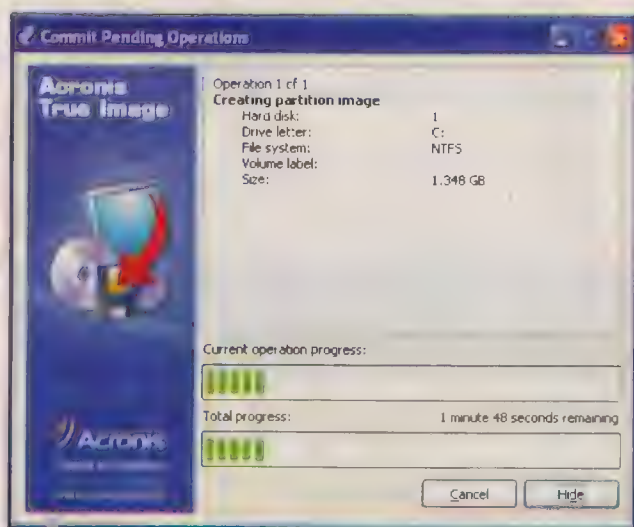 Commit Pending Operations
Acronis
True Image
Operation 1 of 1
Creating partition image
Hard disk: 1
Drive letter: C:
File system: NTFS
Volume label:
Size: 1.348 GB
Current operation progress:
Total progress: 1 minute 48 seconds remaining
Acronis
Cancel
Hide